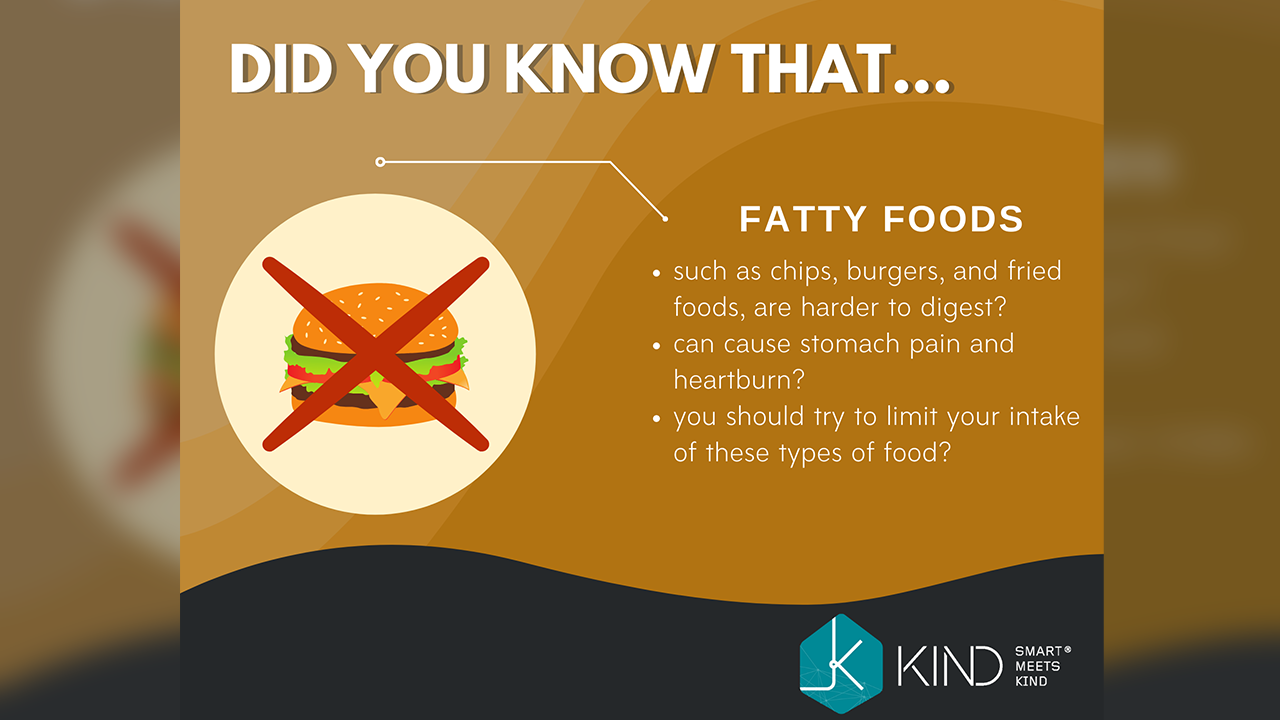 DID YOU KNOW THAT...
FATTY FOODS
• such as chips, burgers, and fried
foods, are harder to digest?
• can cause stomach pain and
heartburn?
• you should try to limit your intake
of these types of food?
KIND
SMART®
MEETS
KIND